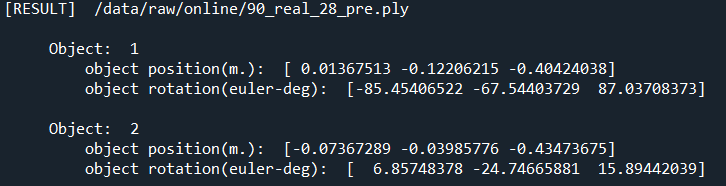 [RESULT]  /data/raw/online/90_real_28_pre.ply
Object:  1
object position(m.):  [ 0.01367513 -0.12206215 -0.40424038]
object rotation(euler-deg):  [-85.45406522 -67.54403729  87.03708373]
Object:  2
object position(m.):  [-0.07367289 -0.03985776 -0.43473675]
object rotation(euler-deg):  [  6.85748378 -24.74665881  15.89442039]